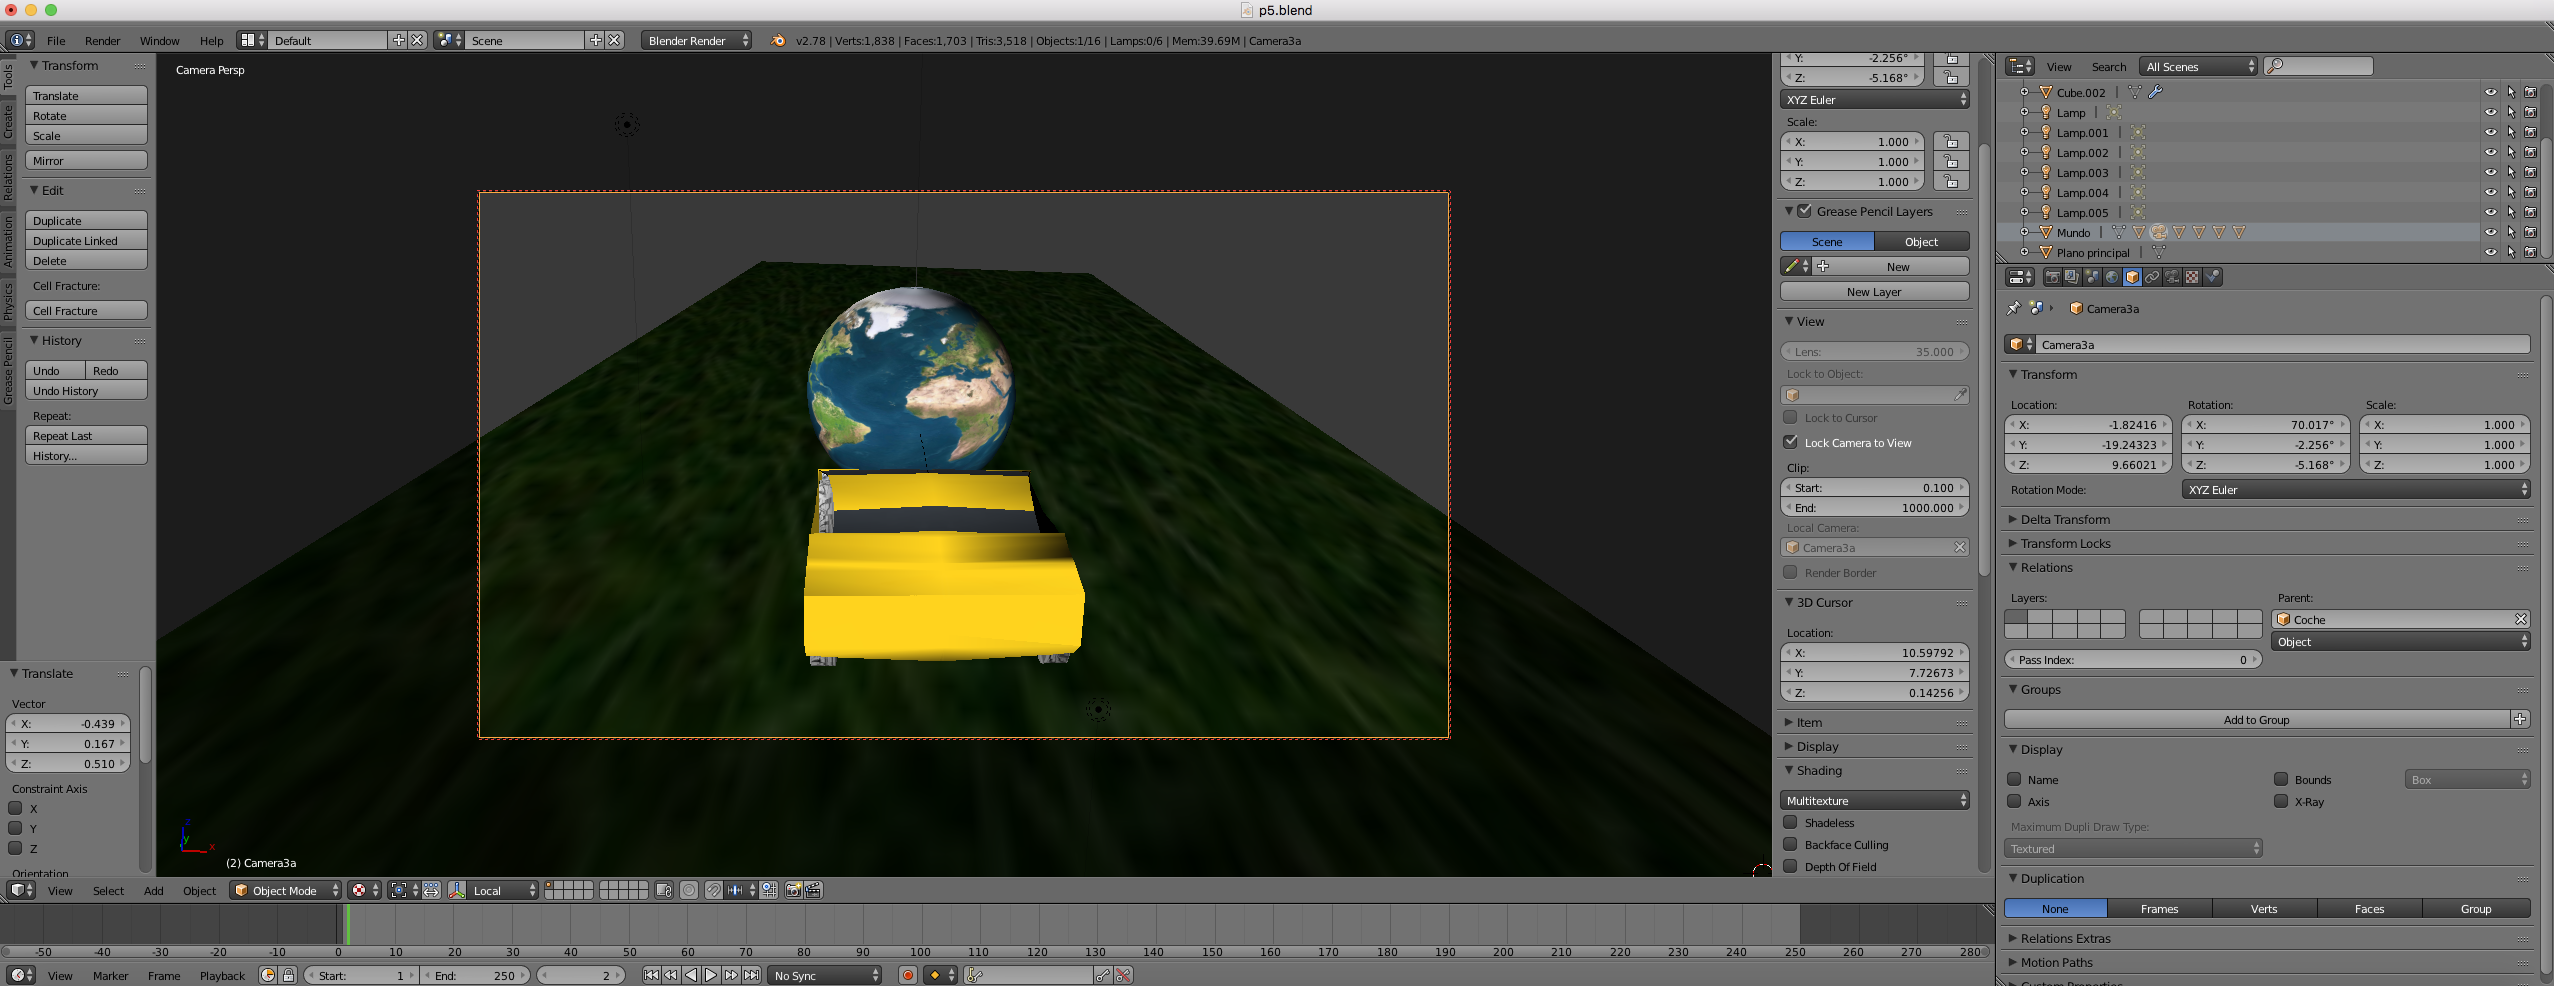 p5.blend
File Render Window Help Default Scene Blender Render v2.78 | Verts:1,838 | Faces:1,703 | Tris:3,518 | Objects:1/16 | Lamps:0/6 | Mem:39.69M | Camera3a
Tools
Create
Relations
Animation
Physics
Grease Pencil
Transform
Translate
Rotate
Scale
Mirror
Edit
Duplicate
Duplicate Linked
Delete
Cell Fracture:
Cell Fracture
History
Undo Redo
Undo History
Repeat:
Repeat Last
History...
Translate
Vector
X: -0.439
Y: 0.167
Z: 0.510
Constraint Axis
X
Y
Z
Orientation
Camera Persp
z
y
x
(2) Camera3a
Y: -2.256°
Z: -5.168°
XYZ Euler
Scale:
X: 1.000
Y: 1.000
Z: 1.000
Grease Pencil Layers
Scene Object
New
New Layer
View
Lens: 35.000
Lock to Object:
Lock to Cursor
Lock Camera to View
Clip:
Start: 0.100
End: 1000.000
Local Camera:
Camera3a
Render Border
3D Cursor
Location:
X: 10.59792
Y: 7.72673
Z: 0.14256
Item
Display
Shading
Multitexture
Shadeless
Backface Culling
Depth Of Field
View Search All Scenes
Cube.002
Lamp
Lamp.001
Lamp.002
Lamp.003
Lamp.004
Lamp.005
Mundo
Plano principal
Camera3a
Camera3a
Transform
Location: Rotation: Scale:
X: -1.82416 X: 70.017° X: 1.000
Y: -19.24323 Y: -2.256° Y: 1.000
Z: 9.66021 Z: -5.168° Z: 1.000
Rotation Mode: XYZ Euler
Delta Transform
Transform Locks
Relations
Layers: Parent:
Coche
Object
Pass Index: 0
Groups
Add to Group
Display
Name Bounds Box
Axis X-Ray
Maximum Dupli Draw Type:
Textured
Duplication
None Frames Verts Faces Group
Relations Extras
Motion Paths
Custom Properties
View Select Add Object Object Mode Local
-50 -40 -30 -20 -10 0 10 20 30 40 50 60 70 80 90 100 110 120 130 140 150 160 170 180 190 200 210 220 230 240 250 260 270 280
View Marker Frame Playback Start: 1 End: 250 2 No Sync